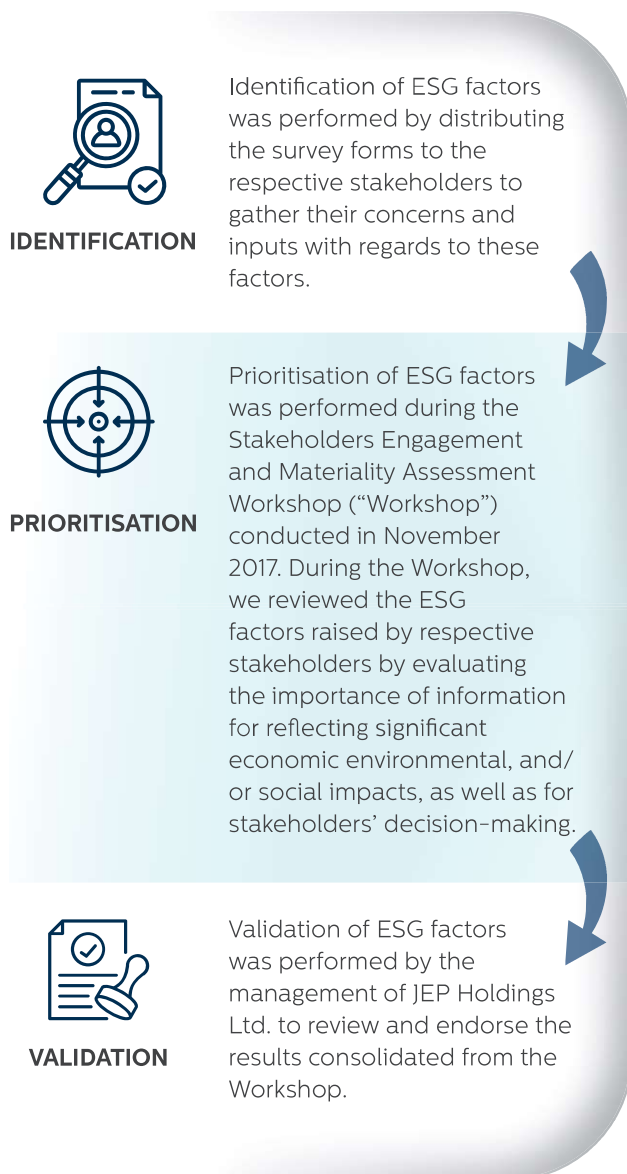 IDENTIFICATION
Identification of ESG factors
was performed by distributing
the survey forms to the
respective stakeholders to
gather their concerns and
inputs with regards to these
factors.
PRIORITISATION
Prioritisation of ESG factors
was performed during the
Stakeholders Engagement
and Materiality Assessment
Workshop (“Workshop”)
conducted in November
2017. During the Workshop,
we reviewed the ESG
factors raised by respective
stakeholders by evaluating
the importance of information
for reflecting significant
economic environmental, and/
or social impacts, as well as for
stakeholders’ decision-making.
VALIDATION
Validation of ESG factors
was performed by the
management of JEP Holdings
Ltd. to review and endorse the
results consolidated from the
Workshop.